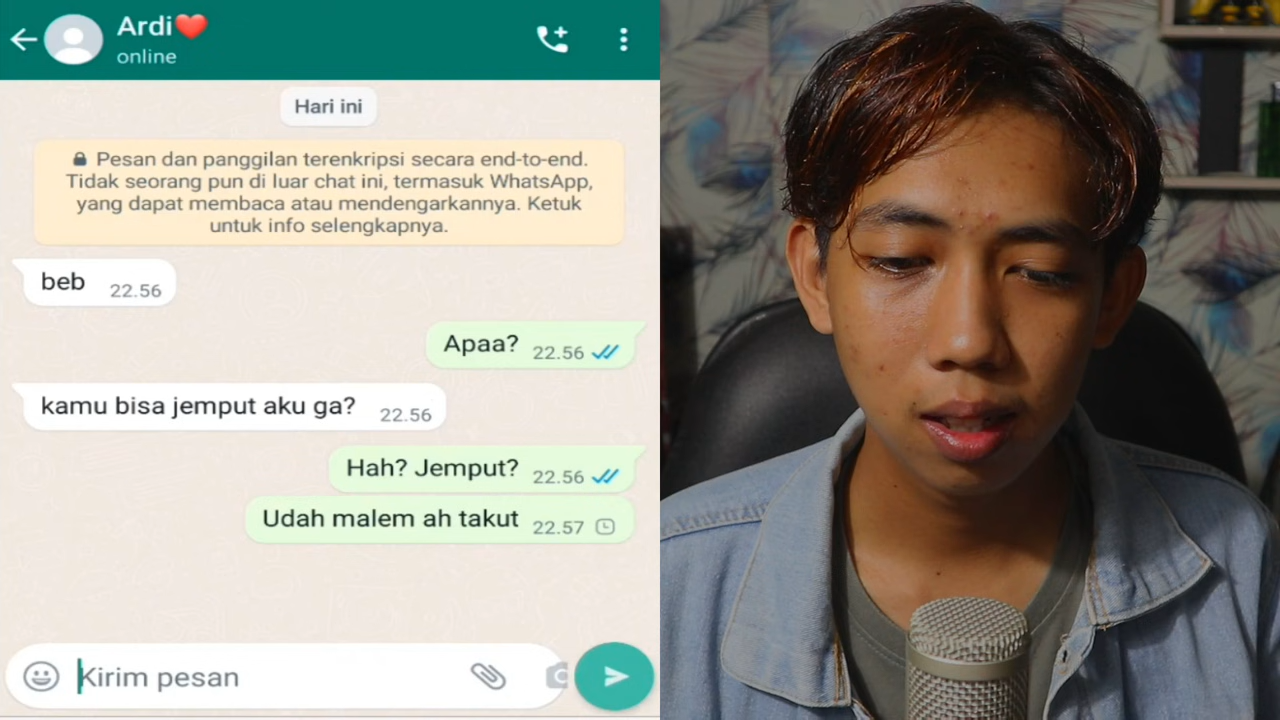 Ardi❤️
online
Hari ini
Pesan dan panggilan terenkripsi secara end-to-end.
Tidak seorang pun di luar chat ini, termasuk WhatsApp,
yang dapat membaca atau mendengarkannya. Ketuk
untuk info selengkapnya.
beb 22.56
Apaa? 22.56
kamu bisa jemput aku ga? 22.56
Hah? Jemput? 22.56
Udah malem ah takut 22.57
Kirim pesan